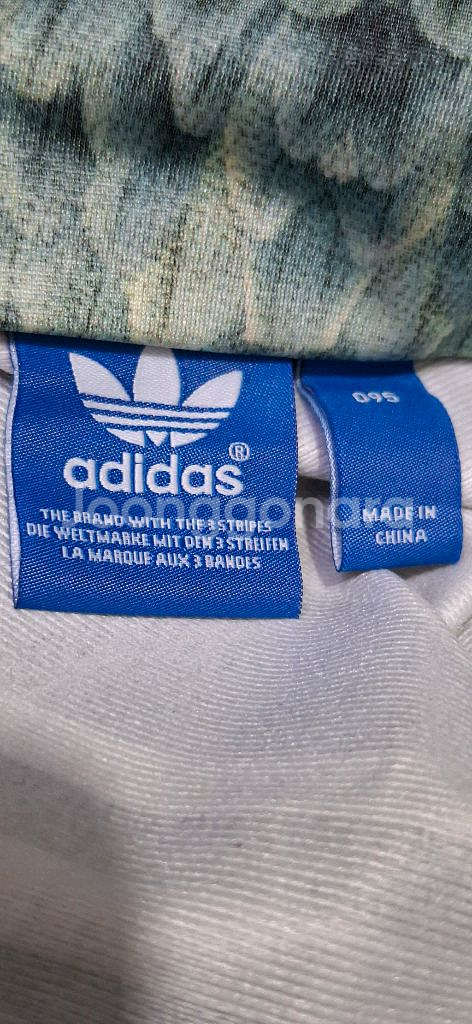 adidas®
THE BRAND WITH THE 3 STRIPES
DIE WELTMARKE MIT DEN 3 STREIFEN
LA MARQUE AUX 3 BANDES
095
MADE IN
CHINA
Joonggonara